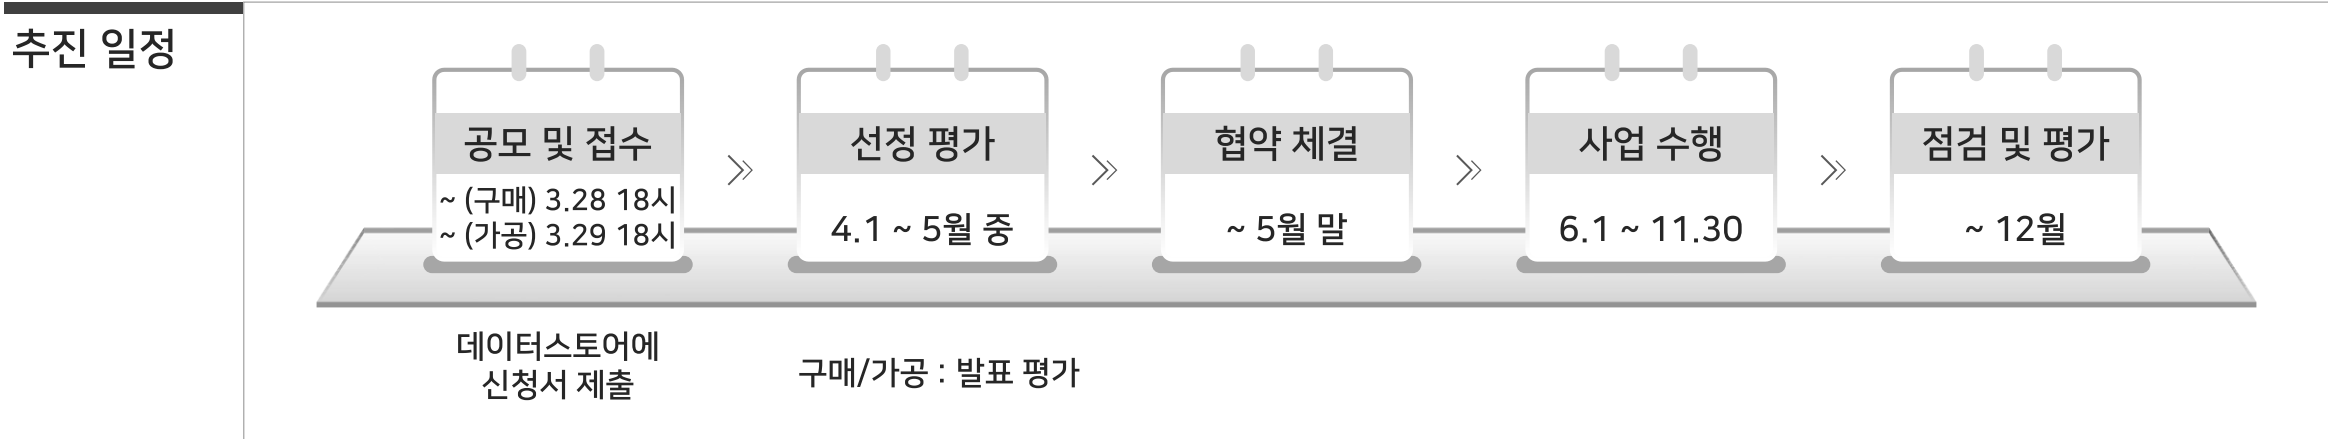 추진 일정
공모 및 접수
~ (구매) 3.28 18시
~ (가공) 3.29 18시
데이터스토어에
신청서 제출
선정 평가
4.1 ~ 5월 중
구매/가공 : 발표 평가
협약 체결
~ 5월 말
사업 수행
6.1 ~ 11.30
점검 및 평가
~ 12월